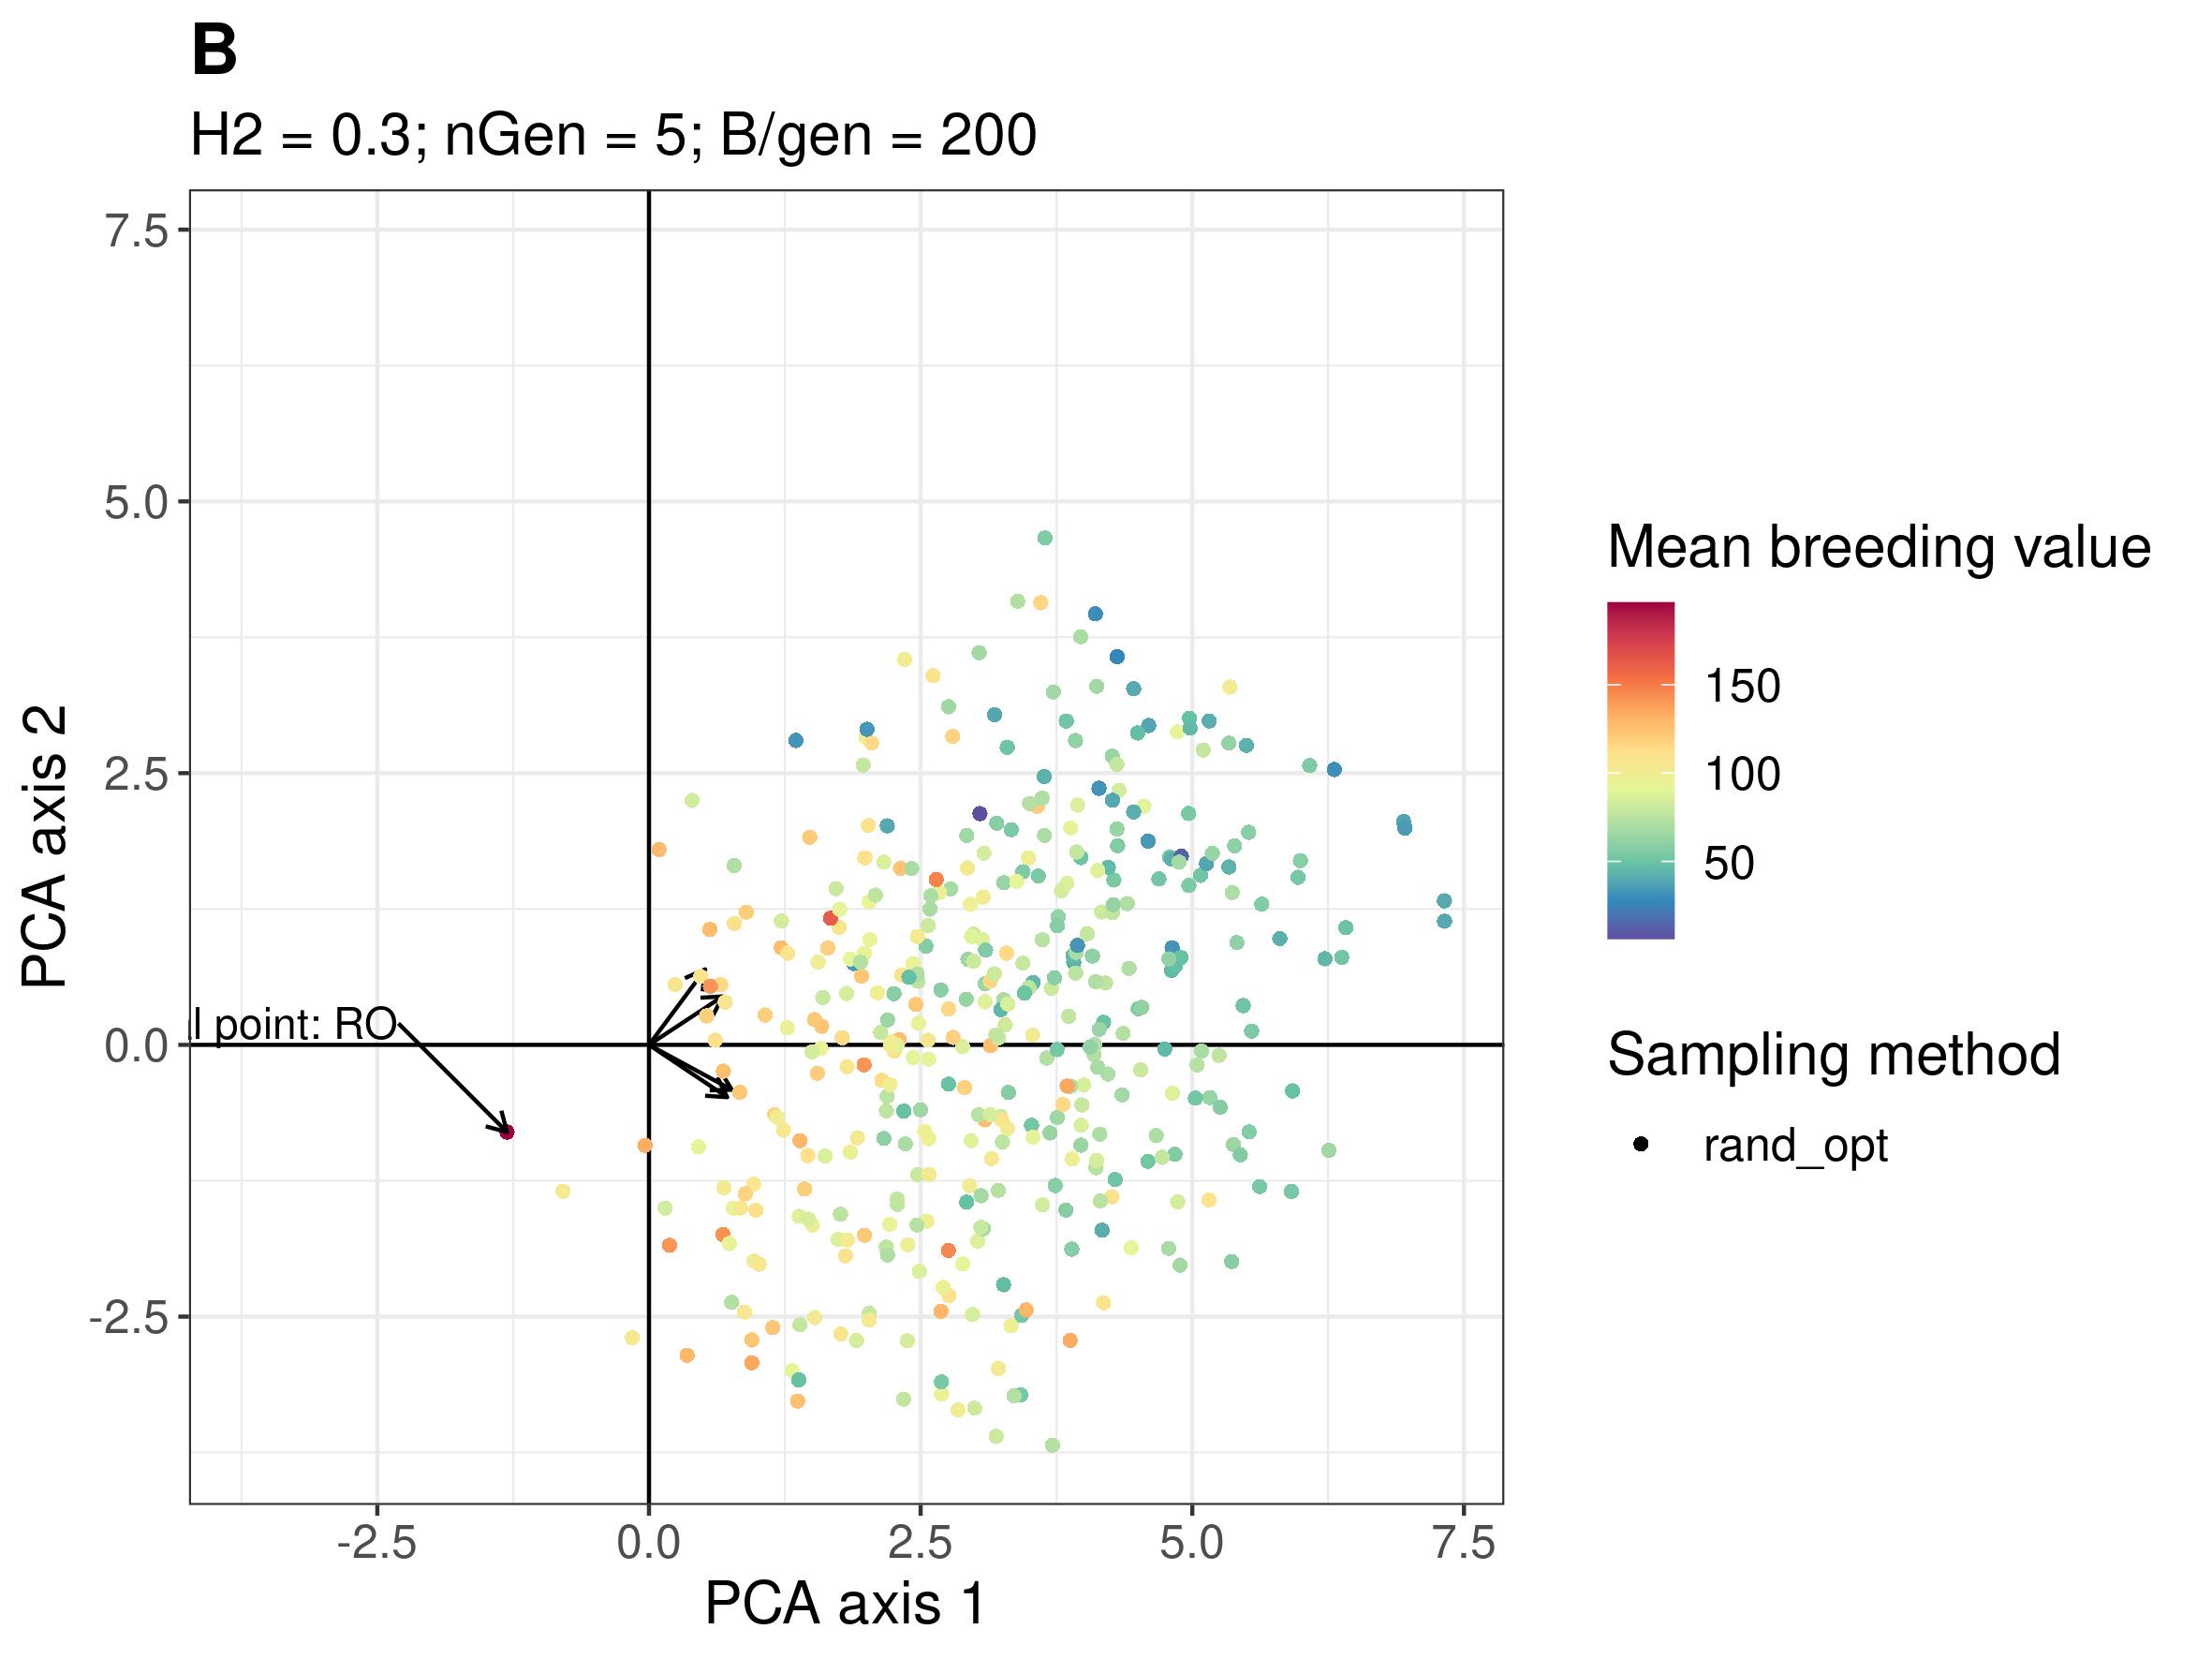 B
H2 = 0.3; nGen = 5; B/gen = 200
7.5
5.0
2.5
0.0
-2.5
PCA axis 2
l point: RO
-2.5
0.0
2.5
5.0
7.5
PCA axis 1
Mean breeding value
150
100
50
Sampling method
rand_opt